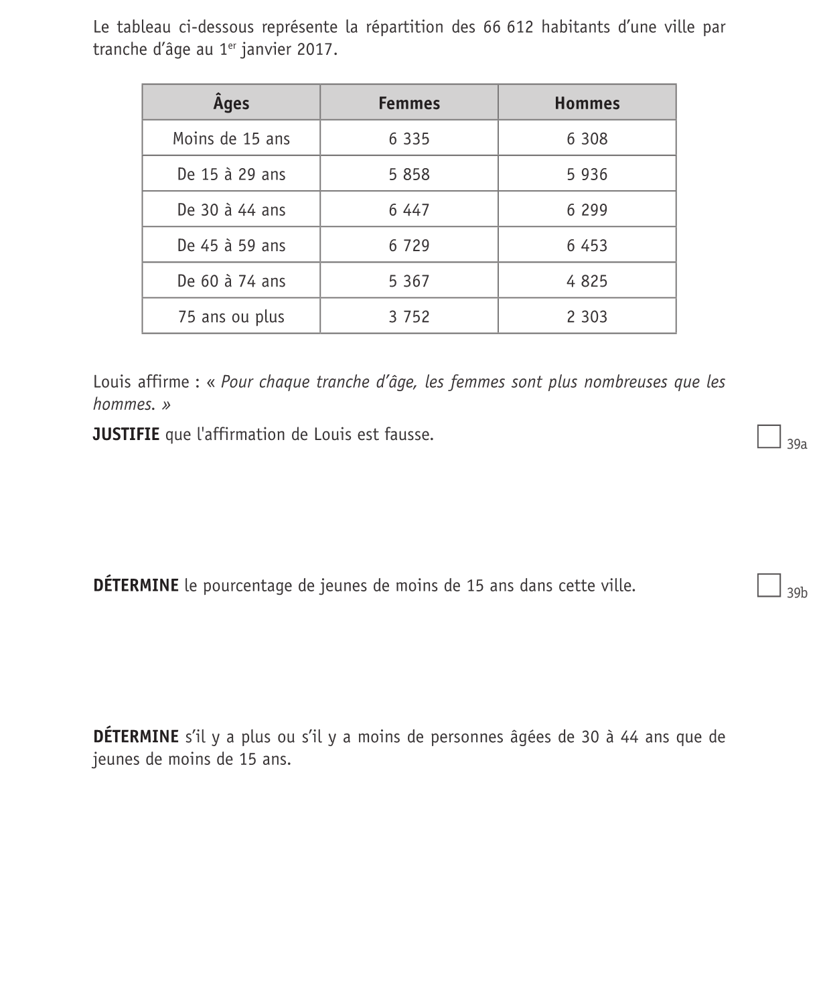 Le tableau ci-dessous représente la répartition des 66 612 habitants d’une ville par
tranche d’âge au 1er janvier 2017.
Âges Femmes Hommes
Moins de 15 ans 6 335 6 308
De 15 à 29 ans 5 858 5 936
De 30 à 44 ans 6 447 6 299
De 45 à 59 ans 6 729 6 453
De 60 à 74 ans 5 367 4 825
75 ans ou plus 3 752 2 303
Louis affirme : « Pour chaque tranche d’âge, les femmes sont plus nombreuses que les
hommes. »
JUSTIFIE que l'affirmation de Louis est fausse.
39a
DÉTERMINE le pourcentage de jeunes de moins de 15 ans dans cette ville.
39b
DÉTERMINE s’il y a plus ou s’il y a moins de personnes âgées de 30 à 44 ans que de
jeunes de moins de 15 ans.